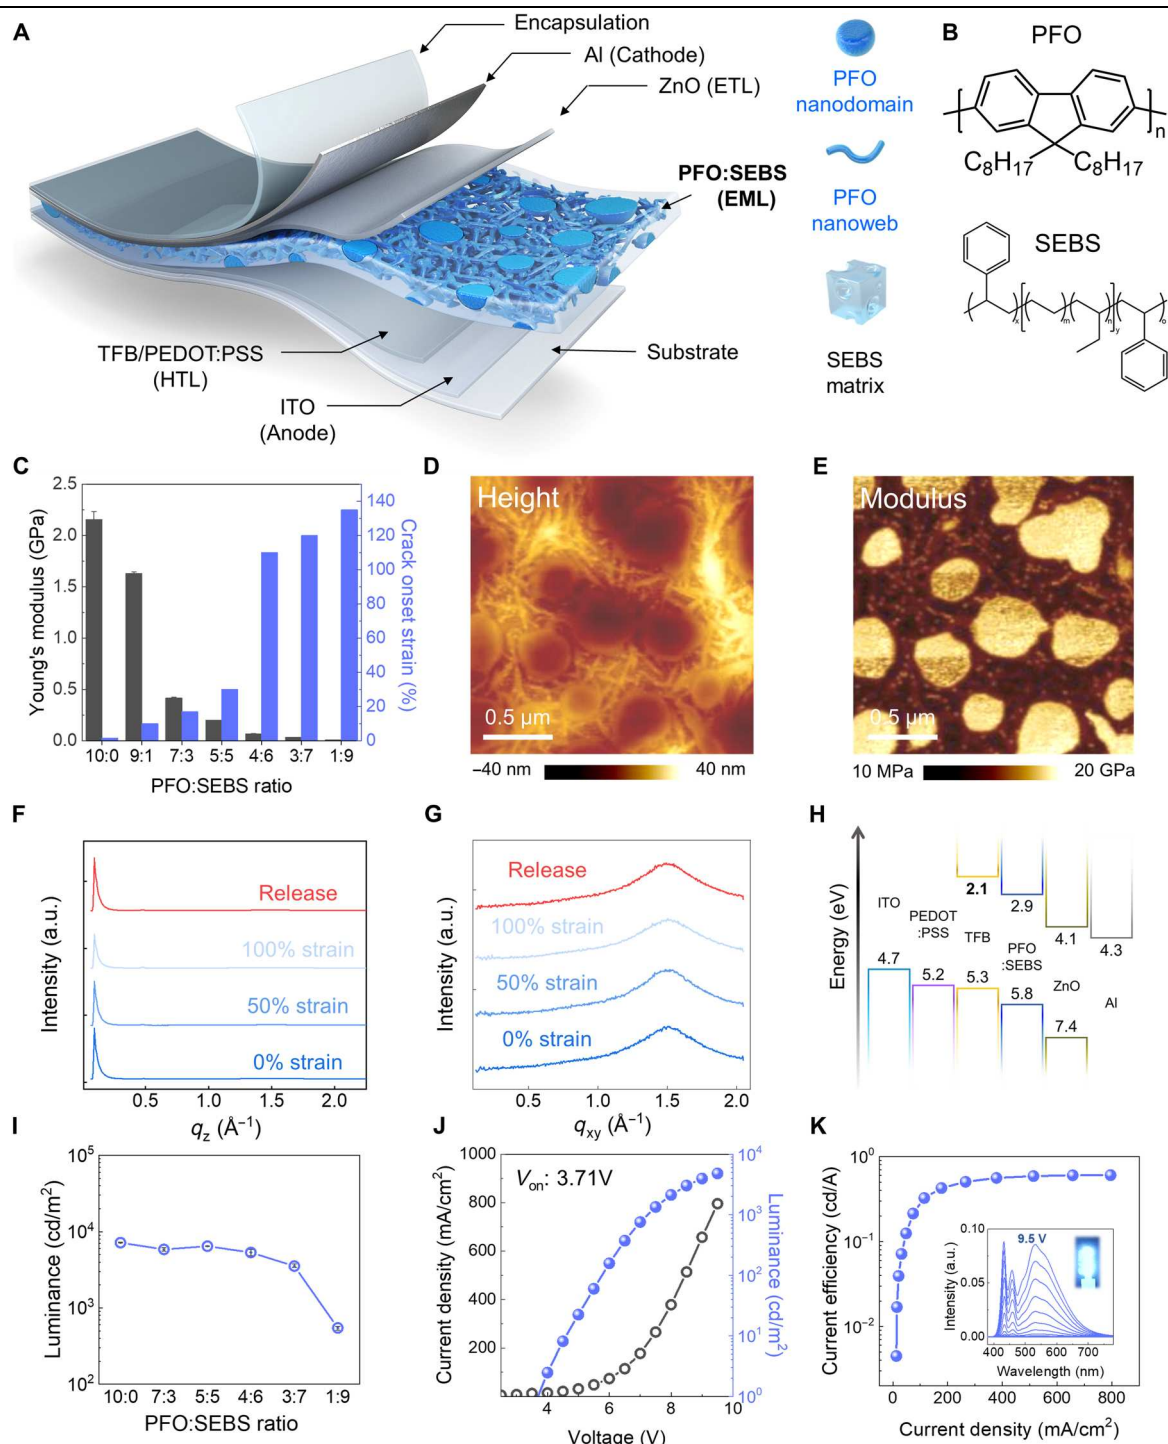 A
Encapsulation
Al (Cathode)
ZnO (ETL)
PFO:SEBS
(EML)
TFB/PEDOT:PSS
(HTL)
ITO
(Anode)
Substrate
PFO
nanodomain
PFO
nanoweb
SEBS
matrix
B
PFO
n
C8H17 C8H17
SEBS
x m n y o
C
Young's modulus (GPa)
2.5
2.0
1.5
1.0
0.5
0.0
140
120
100
80
60
40
20
0
Crack onset strain (%)
10:0 9:1 7:3 5:5 4:6 3:7 1:9
PFO:SEBS ratio
D
Height
0.5 µm
−40 nm 40 nm
E
Modulus
0.5 µm
10 MPa 20 GPa
F
Intensity (a.u.)
Release
100% strain
50% strain
0% strain
0.5 1.0 1.5 2.0
qz (Å−1)
G
Intensity (a.u.)
Release
100% strain
50% strain
0% strain
0.5 1.0 1.5 2.0
qxy (Å−1)
H
Energy (eV)
ITO
4.7
PEDOT
:PSS
5.2
2.1
TFB
5.3
2.9
PFO
:SEBS
5.8
4.1
ZnO
7.4
4.3
Al
I
Luminance (cd/m2)
105
104
103
102
10:0 7:3 5:5 4:6 3:7 1:9
PFO:SEBS ratio
J
Von: 3.71V
Current density (mA/cm2)
1000
800
600
400
200
104
103
102
101
100
Luminance (cd/m2)
4 6 8 10
Voltage (V)
K
Current efficiency (cd/A)
100
10−1
10−2
0 200 400 600 800
Current density (mA/cm2)
9.5 V
Intensity (a.u.)
0.10
0.05
0.00
400 500 600 700
Wavelength (nm)